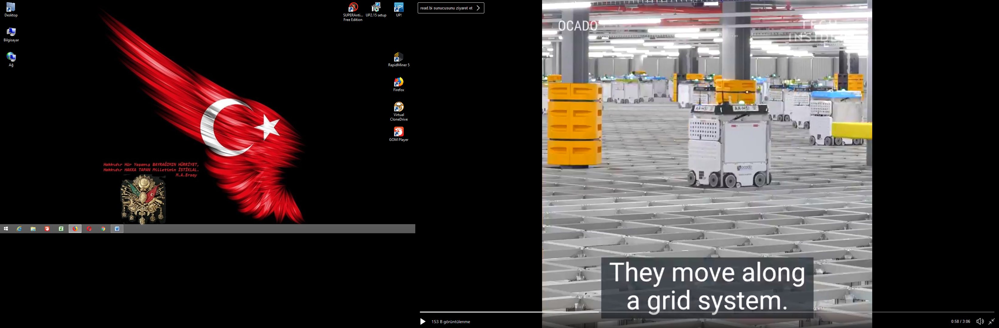 Desktop
Bilgisayar
Ağ
SUPERAnti...
Free Edition
UP2.15 setup
UP!
UP!
RapidMiner 5
Firefox
Virtual
CloneDrive
GOM Player
Hakkıdır Hür Yaşamış BAYRAĞIMIN HÜRRİYET,
Hakkıdır HAKKA TAPAN Milletimin İSTİKLAL.
M.A.Ersoy
read.bi sunucusunu ziyaret et
OCADO
TECH
INSIDER
AA-H51
AA-H51
ocado
They move along
a grid system.
153 B görüntülenme
0:58 / 3:06